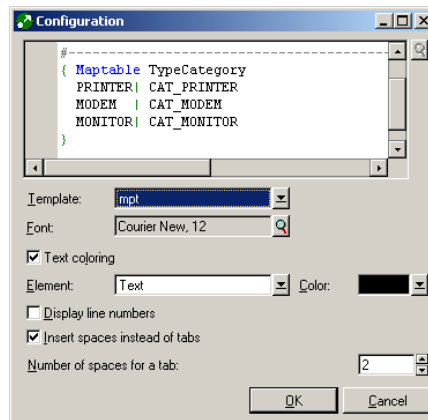 Configuration
#------------------------------------------
{ Maptable TypeCategory
PRINTER| CAT_PRINTER
MODEM | CAT_MODEM
MONITOR| CAT_MONITOR
}
Template: mpt
Font: Courier New, 12
Text coloring
Element: Text Color:
Display line numbers
Insert spaces instead of tabs
Number of spaces for a tab: 2
OK Cancel